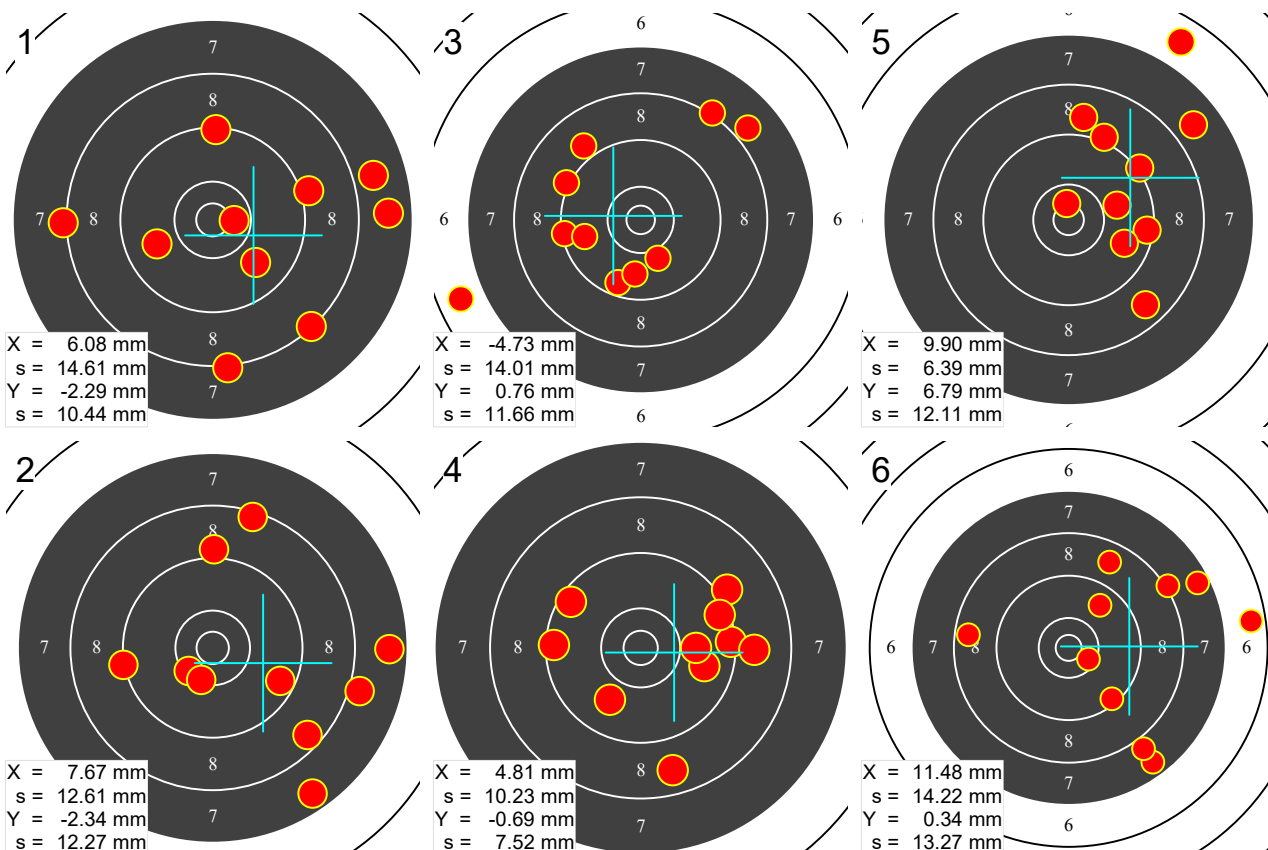 1
7
8
7 8 8
8
7
X = 6.08 mm
s = 14.61 mm
Y = -2.29 mm
s = 10.44 mm
3
6
7
8
6 7 8 8 7 6
8
7
6
X = -4.73 mm
s = 14.01 mm
Y = 0.76 mm
s = 11.66 mm
5
7
8
7 8 8 7
8
7
X = 9.90 mm
s = 6.39 mm
Y = 6.79 mm
s = 12.11 mm
2
7
8
7 8 8 7
8
7
X = 7.67 mm
s = 12.61 mm
Y = -2.34 mm
s = 12.27 mm
4
7
8
7 8 8 7
8
7
X = 4.81 mm
s = 10.23 mm
Y = -0.69 mm
s = 7.52 mm
6
6
7
8
6 7 8 8 7 6
8
7
6
X = 11.48 mm
s = 14.22 mm
Y = 0.34 mm
s = 13.27 mm